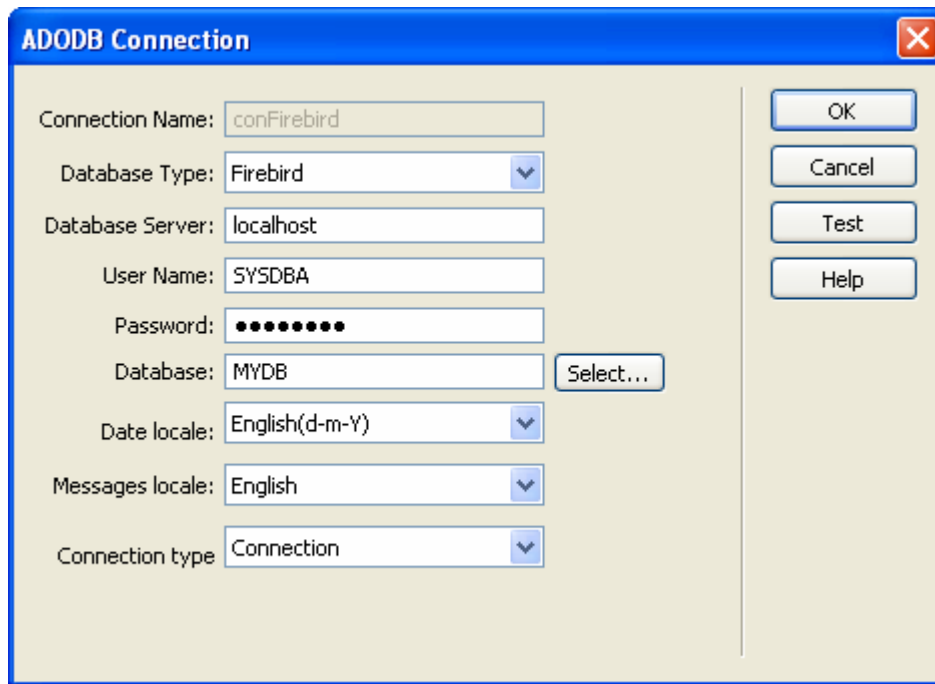 ADODB Connection
Connection Name: conFirebird
Database Type: Firebird
Database Server: localhost
User Name: SYSDBA
Password: ●●●●●●●●
Database: MYDB Select...
Date locale: English(d-m-Y)
Messages locale: English
Connection type Connection
OK
Cancel
Test
Help